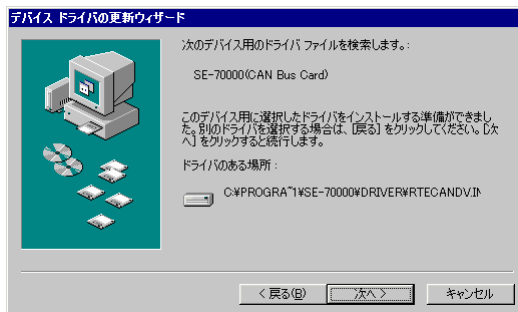 デバイス ドライバの更新ウィザード
次のデバイス用のドライバ ファイルを検索します。:
SE-70000(CAN Bus Card)
このデバイス用に選択したドライバをインストールする準備ができまし
た。別のドライバを選択する場合は、[戻る] をクリックしてください。[次
へ] をクリックすると続行します。
ドライバのある場所:
C:¥PROGRA~1¥SE-70000¥DRIVER¥RTECANDV.IN
< 戻る(B)
次へ >
キャンセル